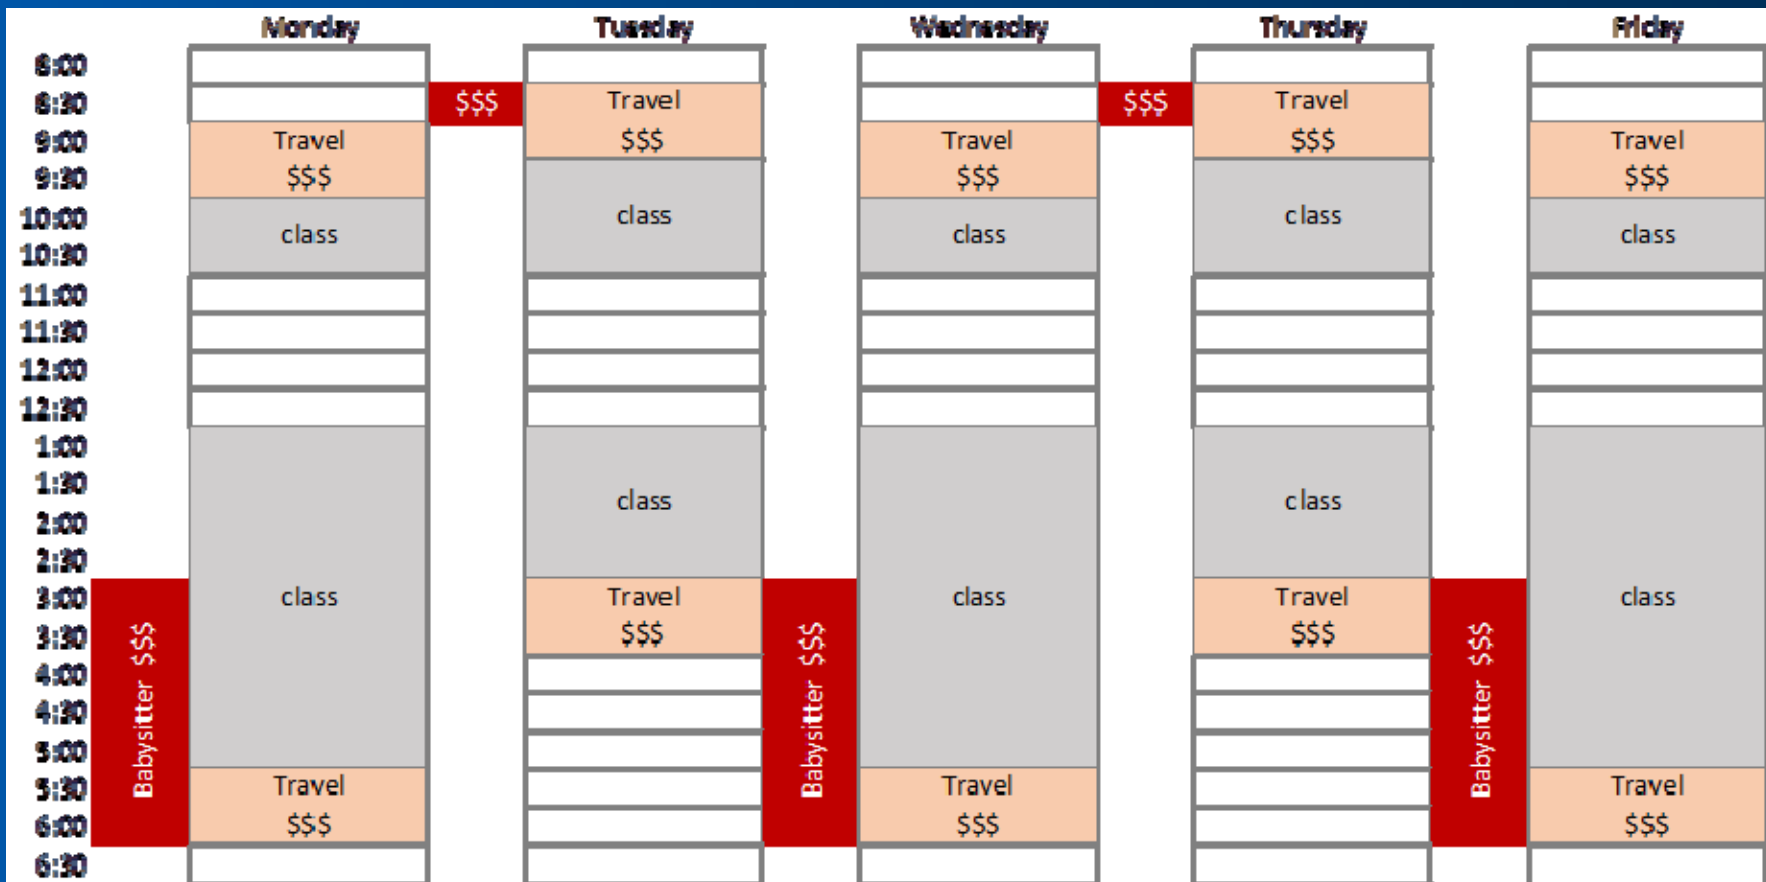 Monday Tuesday Wednesday Thursday Friday
8:00
8:30 $$$ Travel $$$ Travel
9:00 Travel $$$ Travel $$$ Travel
9:30 $$$ $$$ $$$
10:00 class class
10:30 class class class
11:00
11:30
12:00
12:30
1:00
1:30 class class
2:00
2:30
3:00 class Travel class Travel class
3:30 $$$ $$$
4:00
4:30
5:00
Babysitter $$$ Babysitter $$$ Babysitter $$$
5:30 Travel Travel Travel
6:00 $$$ $$$ $$$
6:30